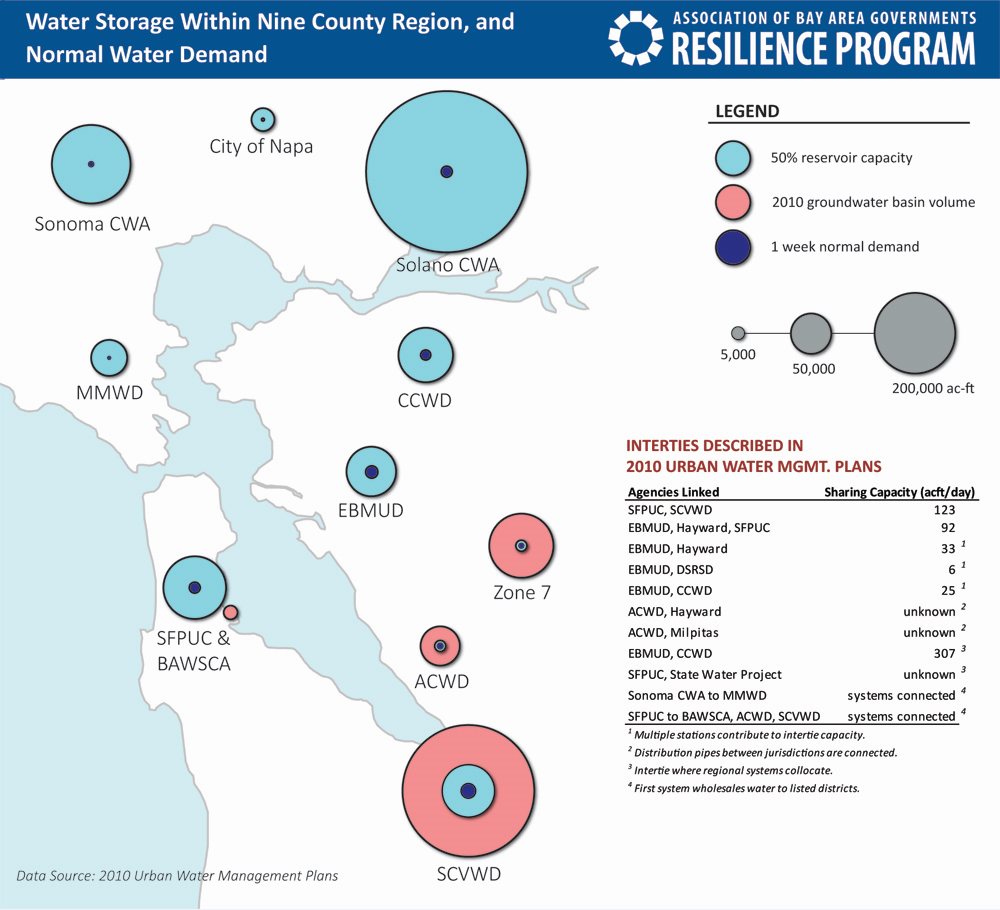 Water Storage Within Nine County Region, and
Normal Water Demand
ASSOCIATION OF BAY AREA GOVERNMENTS
RESILIENCE PROGRAM
City of Napa
Sonoma CWA
Solano CWA
MMWD
CCWD
EBMUD
Zone 7
SFPUC &
BAWSCA
ACWD
SCVWD
Data Source: 2010 Urban Water Management Plans
LEGEND
50% reservoir capacity
2010 groundwater basin volume
1 week normal demand
5,000
50,000
200,000 ac-ft
INTERTIES DESCRIBED IN
2010 URBAN WATER MGMT. PLANS
Agencies Linked Sharing Capacity (acft/day)
SFPUC, SCVWD 123
EBMUD, Hayward, SFPUC 92
EBMUD, Hayward 33 1
EBMUD, DSRSD 6 1
EBMUD, CCWD 25 1
ACWD, Hayward unknown 2
ACWD, Milpitas unknown 2
EBMUD, CCWD 307 3
SFPUC, State Water Project unknown 3
Sonoma CWA to MMWD systems connected 4
SFPUC to BAWSCA, ACWD, SCVWD systems connected 4
1 Multiple stations contribute to intertie capacity.
2 Distribution pipes between jurisdictions are connected.
3 Intertie where regional systems collocate.
4 First system wholesales water to listed districts.